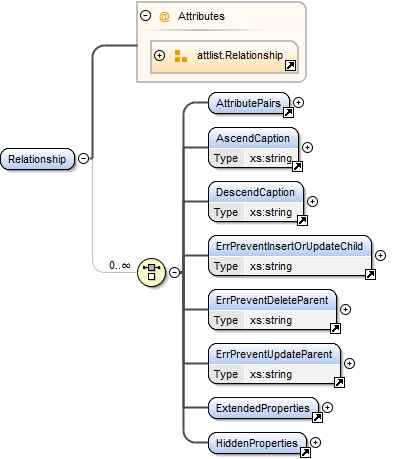 @ Attributes
attlist.Relationship
Relationship
0..∞
AttributePairs
AscendCaption
Type xs:string
DescendCaption
Type xs:string
ErrPreventInsertOrUpdateChild
Type xs:string
ErrPreventDeleteParent
Type xs:string
ErrPreventUpdateParent
Type xs:string
ExtendedProperties
HiddenProperties